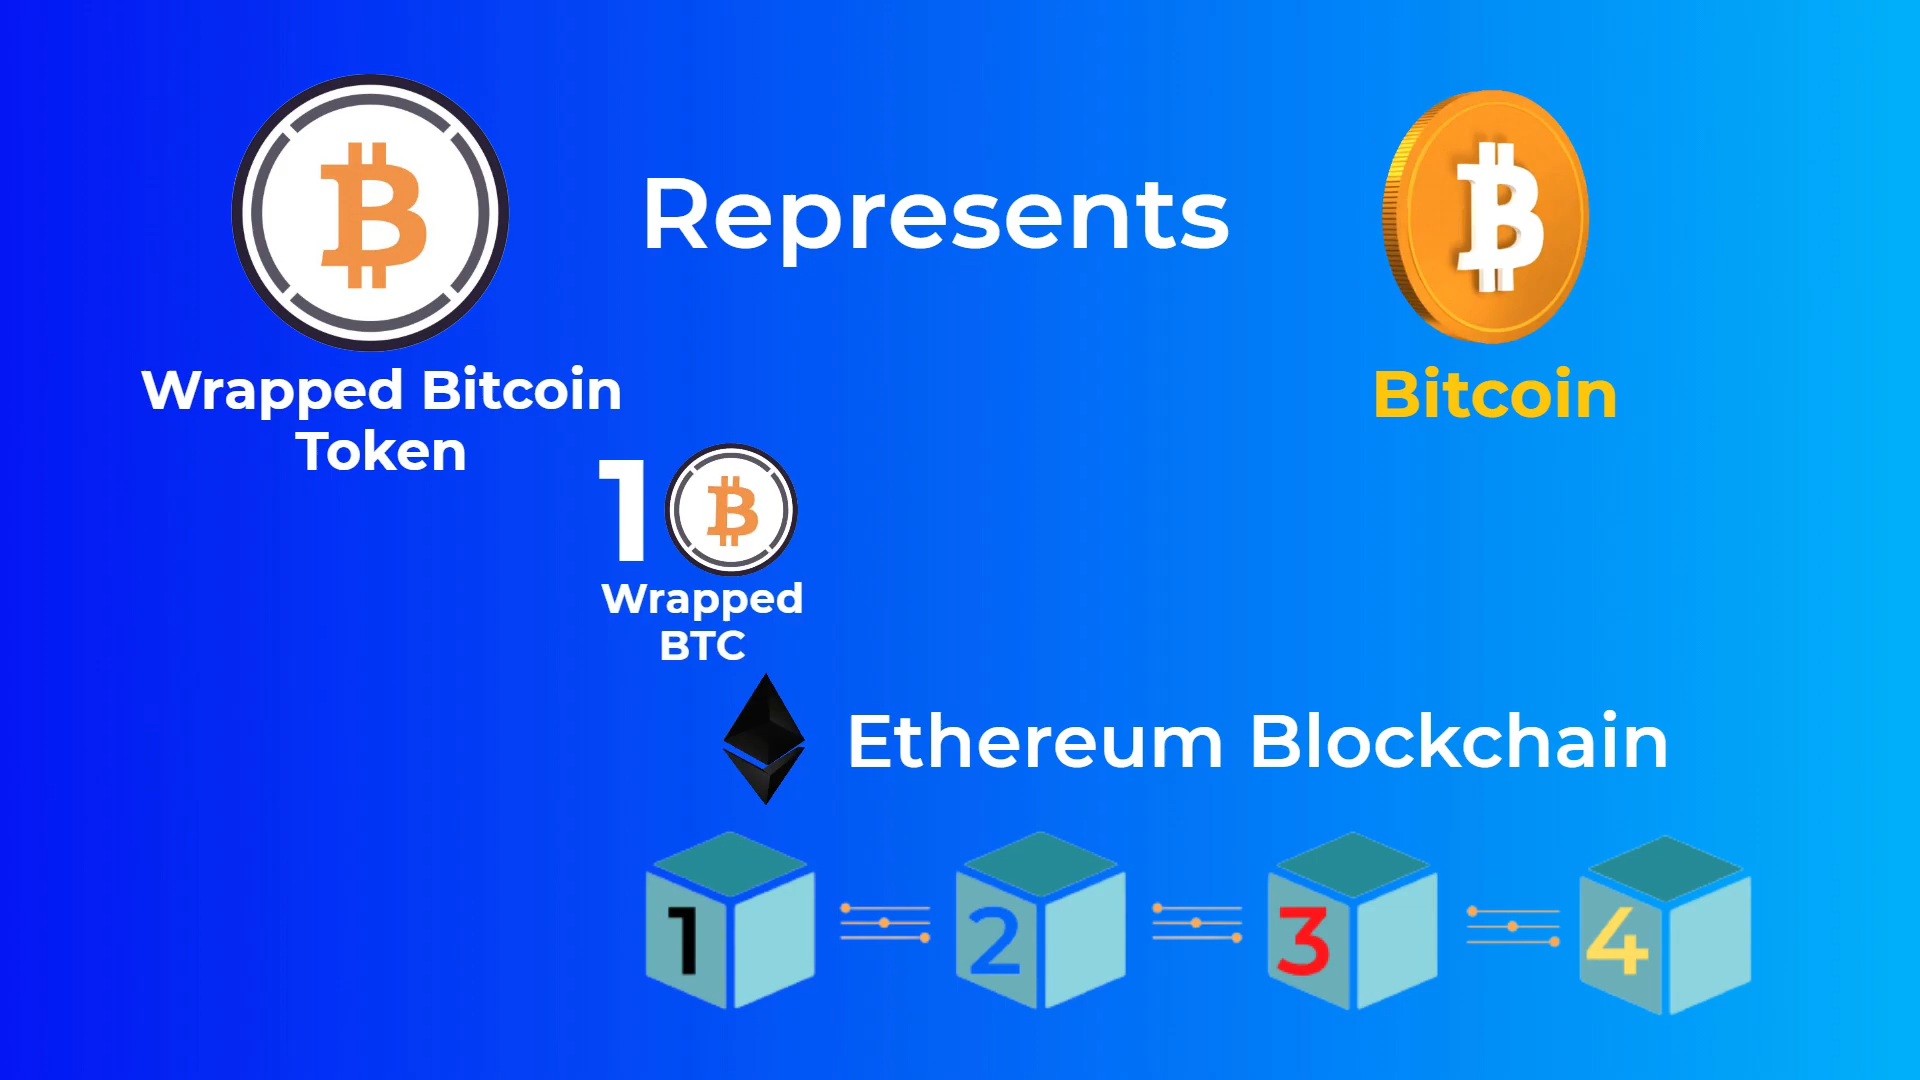 Represents
Wrapped Bitcoin
Token
Bitcoin
1
Wrapped
BTC
Ethereum Blockchain
1 2 3 4